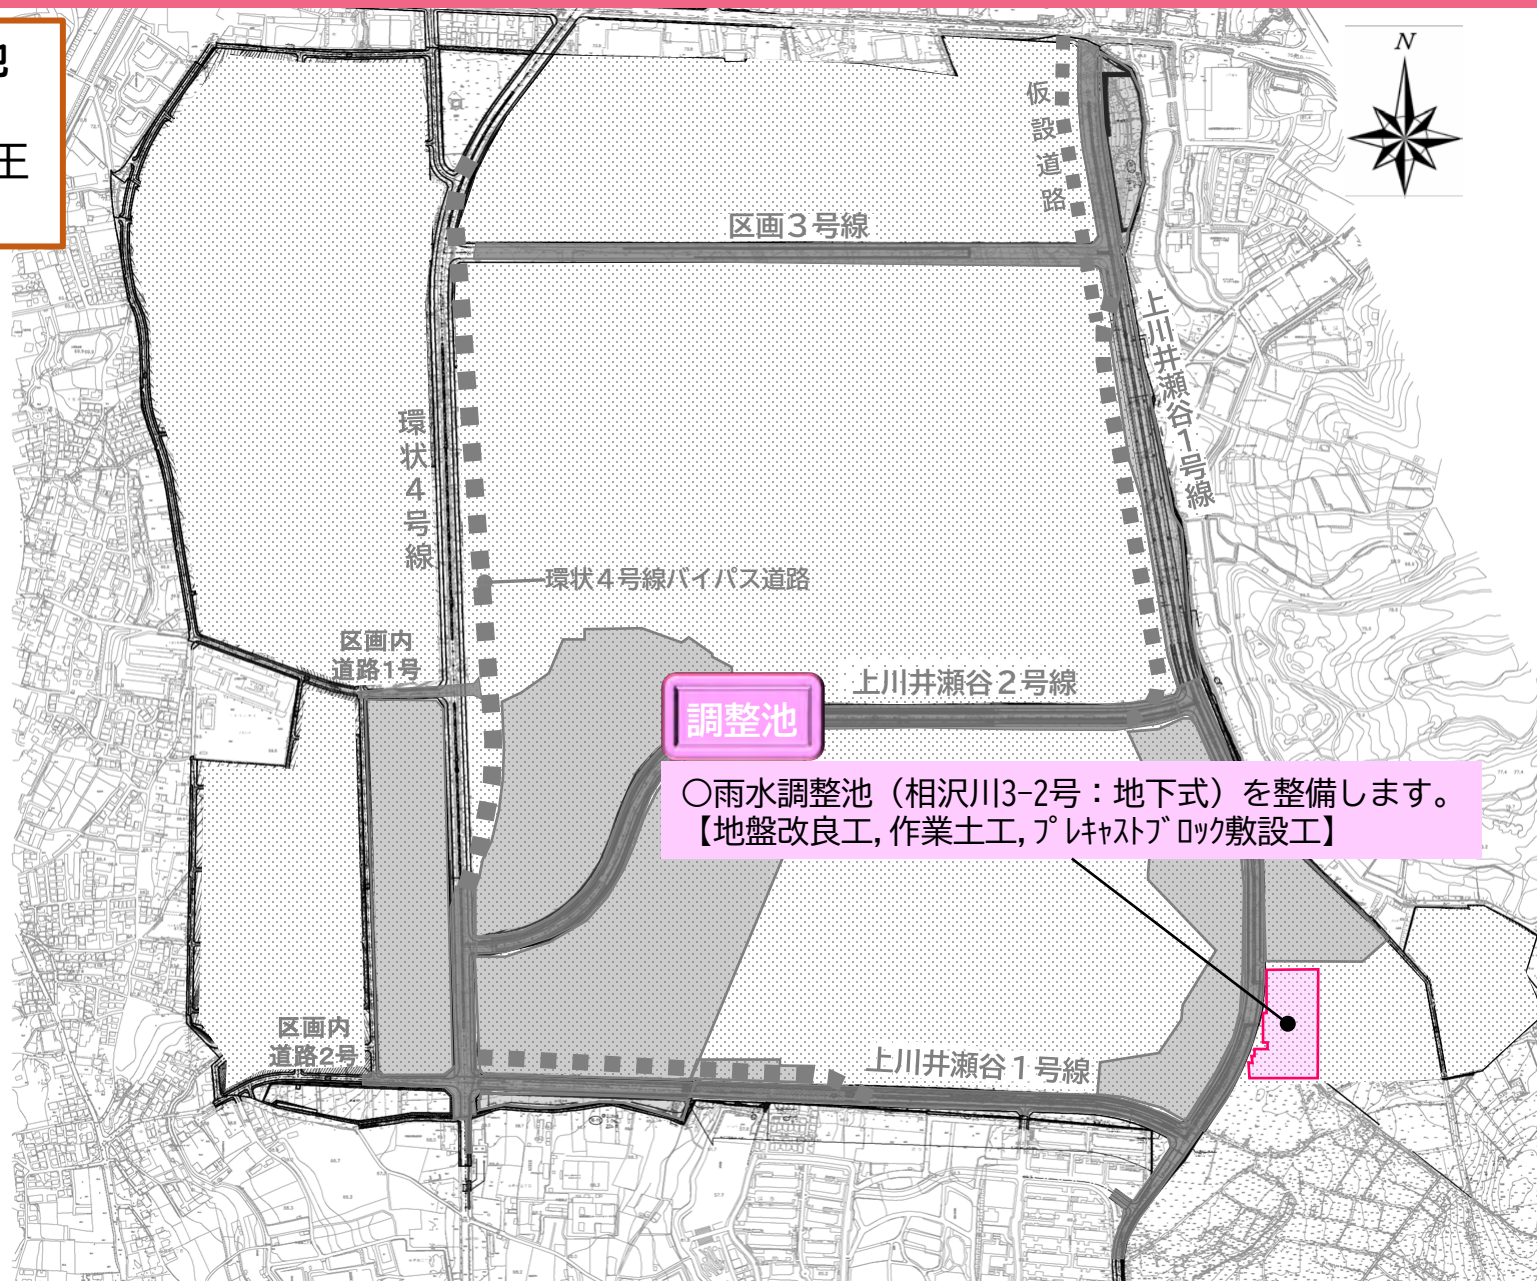 N
仮設道路
区画3号線
上川井瀬谷1号線
環状4号線
環状4号線バイパス道路
区画内
道路1号
上川井瀬谷2号線
調整池
○雨水調整池（相沢川3-2号：地下式）を整備します。
【地盤改良工,作業土工,プレキャストブロック敷設工】
区画内
道路2号
上川井瀬谷1号線